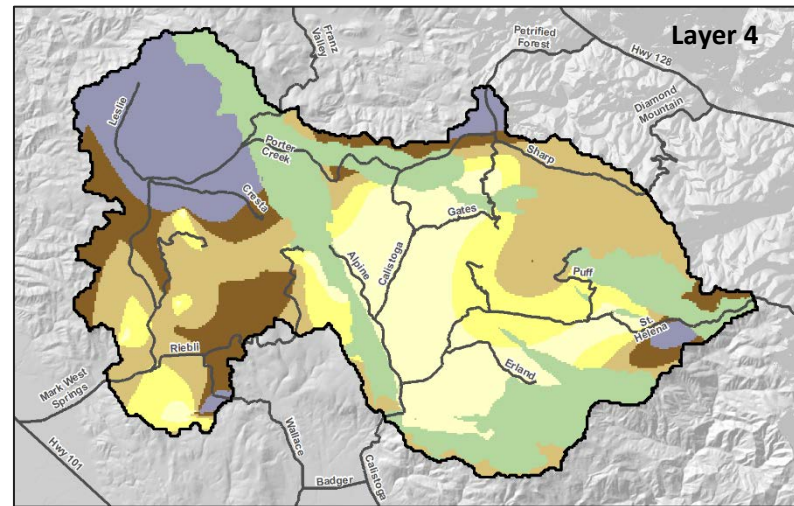 Layer 4
Petrified
Forest
Franz
Valley
Hwy 128
Diamond
Mountain
Leslie
Porter
Creek
Sharp
Cresta
Gates
Alpine
Calistoga
Puff
St.
Helena
Riebli
Erland
Mark West
Springs
Hwy 101
Wallace
Badger
Calistoga